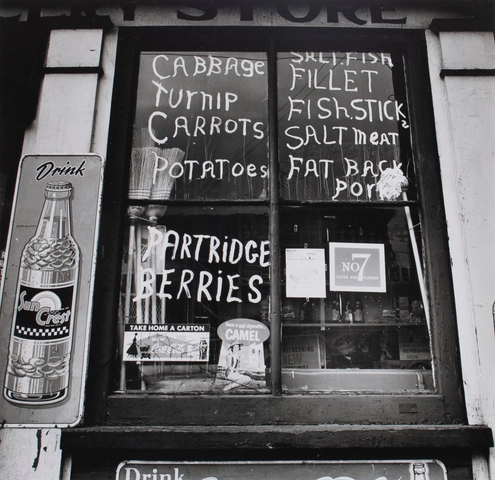 STORE
CABBAGE
TURNIP
CARROTS
POTATOES
SALT.FISH
FILLET
FISH.STICKS
SALT MEAT
FAT BACK
PORK
PARTRIDGE
BERRIES
Drink
Sun
Crest
TAKE HOME A CARTON
CAMEL
NO
7
Drink